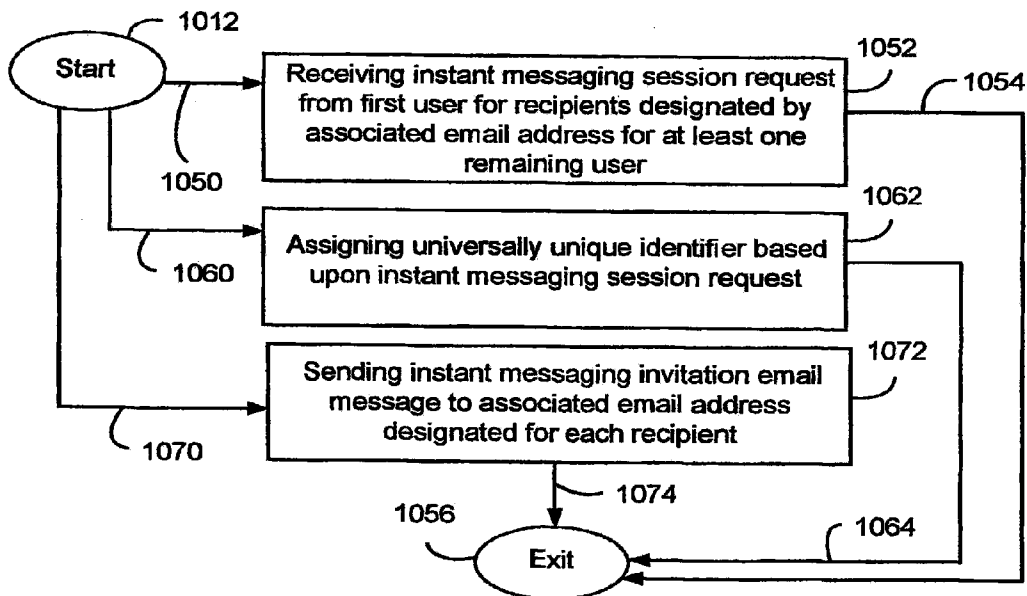 1012
Start
1052
Receiving instant messaging session request
from first user for recipients designated by
associated email address for at least one
remaining user
1054
1050
1062
Assigning universally unique identifier based
upon instant messaging session request
1060
1072
Sending instant messaging invitation email
message to associated email address
designated for each recipient
1070
1074
1056
Exit
1064